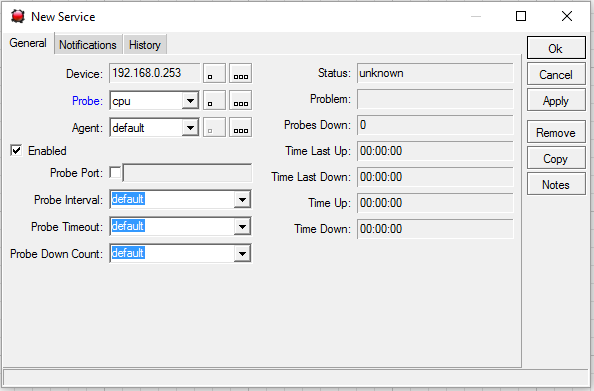 New Service
General Notifications History
Device: 192.168.0.253
Probe: cpu
Agent: default
Enabled
Probe Port:
Probe Interval: default
Probe Timeout: default
Probe Down Count: default
Status: unknown
Problem:
Probes Down: 0
Time Last Up: 00:00:00
Time Last Down: 00:00:00
Time Up: 00:00:00
Time Down: 00:00:00
Ok
Cancel
Apply
Remove
Copy
Notes